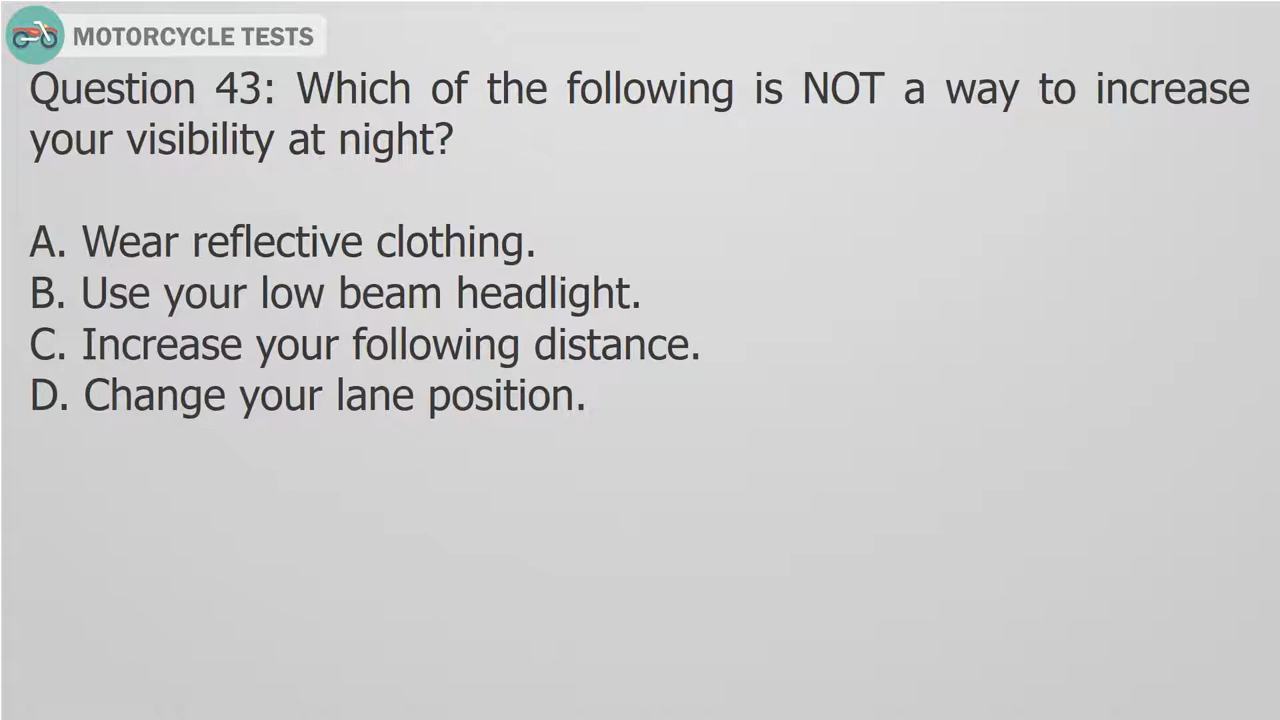 MOTORCYCLE TESTS
Question 43: Which of the following is NOT a way to increase
your visibility at night?
A. Wear reflective clothing.
B. Use your low beam headlight.
C. Increase your following distance.
D. Change your lane position.